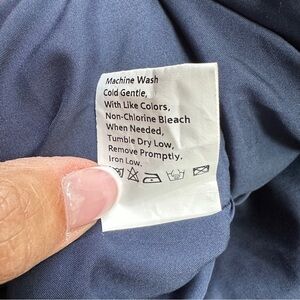 Machine Wash
Cold Gentle,
With Like Colors,
Non-Chlorine Bleach
When Needed,
Tumble Dry Low,
Remove Promptly.
Iron Low.